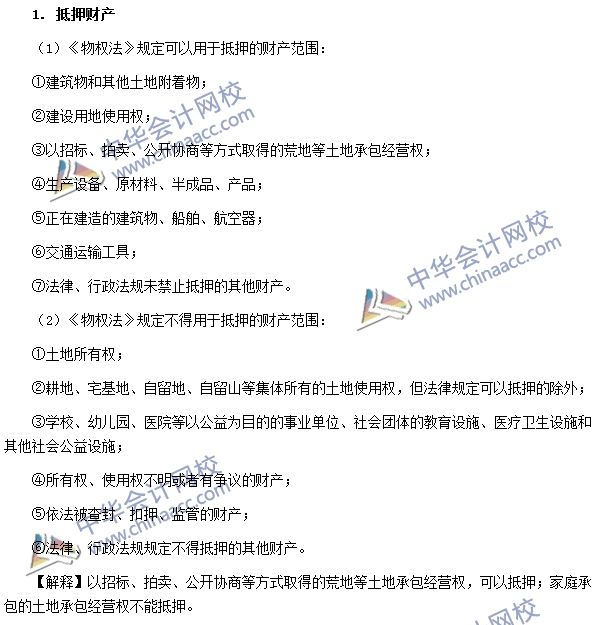 1. 抵押财产
（1）《物权法》规定可以用于抵押的财产范围：
①建筑物和其他土地附着物；
②建设用地使用权；
③以招标、拍卖、公开协商等方式取得的荒地等土地承包经营权；
④生产设备、原材料、半成品、产品；
⑤正在建造的建筑物、船舶、航空器；
⑥交通运输工具；
⑦法律、行政法规未禁止抵押的其他财产。
（2）《物权法》规定不得用于抵押的财产范围：
①土地所有权；
②耕地、宅基地、自留地、自留山等集体所有的土地使用权，但法律规定可以抵押的除外；
③学校、幼儿园、医院等以公益为目的的事业单位、社会团体的教育设施、医疗卫生设施和
其他社会公益设施；
④所有权、使用权不明或者有争议的财产；
⑤依法被查封、扣押、监管的财产；
⑥法律、行政法规规定不得抵押的其他财产。
【解释】以招标、拍卖、公开协商等方式取得的荒地等土地承包经营权，可以抵押；家庭承
包的土地承包经营权不能抵押。
中华会计网校
www.chinaacc.com
中华会计网校
www.chinaacc.com
中华会计网校
www.chinaacc.com